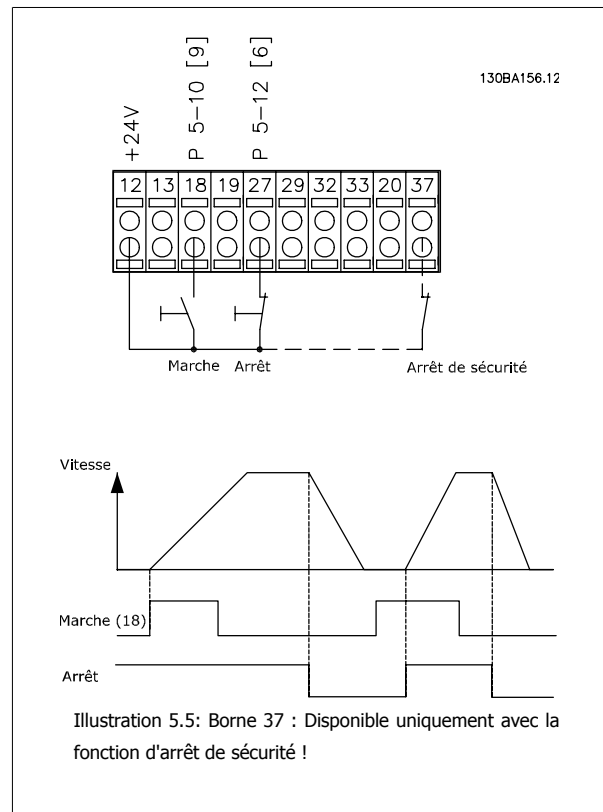 130BA156.12
+24V
P 5-10 [9]
P 5-12 [6]
12 13 18 19 27 29 32 33 20 37
Marche Arrêt Arrêt de sécurité
Vitesse
Marche (18)
Arrêt
Illustration 5.5: Borne 37 : Disponible uniquement avec la
fonction d'arrêt de sécurité !